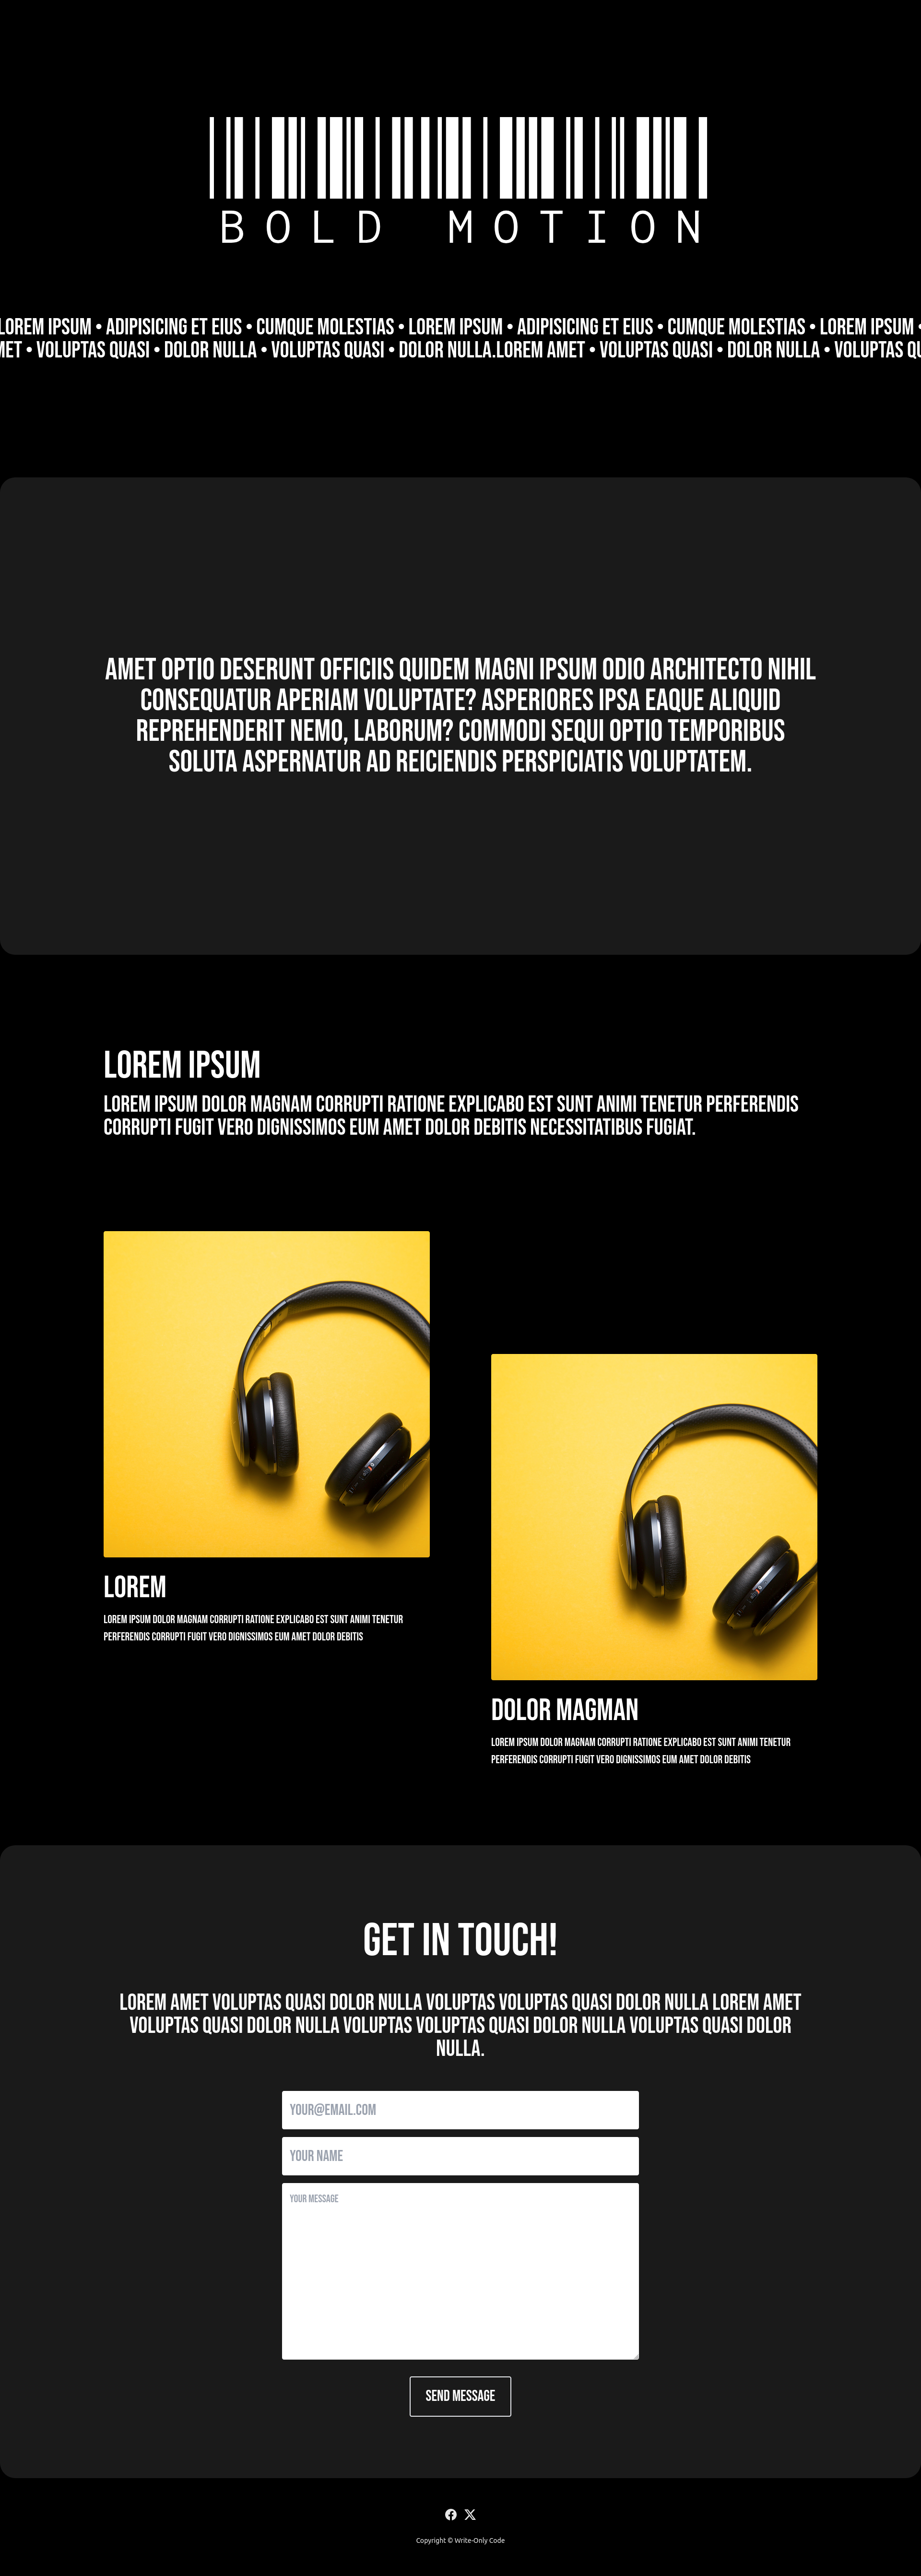 BOLD MOTION
LOREM IPSUM • ADIPISICING ET EIUS • CUMQUE MOLESTIAS • LOREM IPSUM • ADIPISICING ET EIUS • CUMQUE MOLESTIAS • LOREM IPSUM •
MET • VOLUPTAS QUASI • DOLOR NULLA • VOLUPTAS QUASI • DOLOR NULLA.LOREM AMET • VOLUPTAS QUASI • DOLOR NULLA • VOLUPTAS QU
AMET OPTIO DESERUNT OFFICIIS QUIDEM MAGNI IPSUM ODIO ARCHITECTO NIHIL
CONSEQUATUR APERIAM VOLUPTATE? ASPERIORES IPSA EAQUE ALIQUID
REPREHENDERIT NEMO, LABORUM? COMMODI SEQUI OPTIO TEMPORIBUS
SOLUTA ASPERNATUR AD REICIENDIS PERSPICIATIS VOLUPTATEM.
LOREM IPSUM
LOREM IPSUM DOLOR MAGNAM CORRUPTI RATIONE EXPLICABO EST SUNT ANIMI TENETUR PERFERENDIS
CORRUPTI FUGIT VERO DIGNISSIMOS EUM AMET DOLOR DEBITIS NECESSITATIBUS FUGIAT.
LOREM
LOREM IPSUM DOLOR MAGNAM CORRUPTI RATIONE EXPLICABO EST SUNT ANIMI TENETUR
PERFERENDIS CORRUPTI FUGIT VERO DIGNISSIMOS EUM AMET DOLOR DEBITIS
DOLOR MAGMAN
LOREM IPSUM DOLOR MAGNAM CORRUPTI RATIONE EXPLICABO EST SUNT ANIMI TENETUR
PERFERENDIS CORRUPTI FUGIT VERO DIGNISSIMOS EUM AMET DOLOR DEBITIS
GET IN TOUCH!
LOREM AMET VOLUPTAS QUASI DOLOR NULLA VOLUPTAS VOLUPTAS QUASI DOLOR NULLA LOREM AMET
VOLUPTAS QUASI DOLOR NULLA VOLUPTAS VOLUPTAS QUASI DOLOR NULLA VOLUPTAS QUASI DOLOR
NULLA.
YOUR@EMAIL.COM
YOUR NAME
YOUR MESSAGE
SEND MESSAGE
Copyright © Write-Only Code